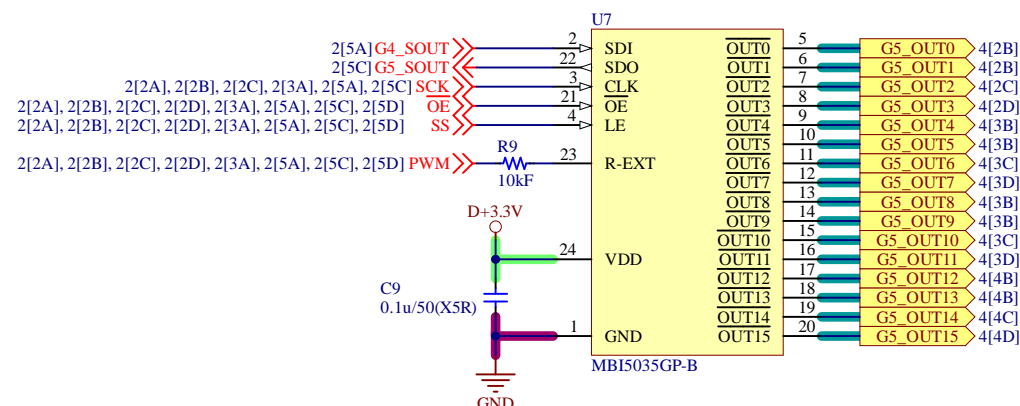 U7
2[5A] G4_SOUT 2 SDI OUT0 5 G5_OUT0 4[2B]
2[5C] G5_SOUT 22 SDO OUT1 6 G5_OUT1 4[2B]
2[2A], 2[2B], 2[2C], 2[3A], 2[5A], 2[5C] SCK 3 CLK OUT2 7 G5_OUT2 4[2C]
2[2A], 2[2B], 2[2C], 2[2D], 2[3A], 2[5A], 2[5C], 2[5D] OE 21 OE OUT3 8 G5_OUT3 4[2D]
2[2A], 2[2B], 2[2C], 2[2D], 2[3A], 2[5A], 2[5C], 2[5D] SS 4 LE OUT4 9 G5_OUT4 4[3B]
OUT5 10 G5_OUT5 4[3B]
R9
2[2A], 2[2B], 2[2C], 2[2D], 2[3A], 2[5A], 2[5C], 2[5D] PWM 23 R-EXT OUT6 11 G5_OUT6 4[3C]
10kF
OUT7 12 G5_OUT7 4[3D]
OUT8 13 G5_OUT8 4[3B]
D+3.3V
OUT9 14 G5_OUT9 4[3B]
OUT10 15 G5_OUT10 4[3C]
24 VDD OUT11 16 G5_OUT11 4[3D]
OUT12 17 G5_OUT12 4[4B]
C9
OUT13 18 G5_OUT13 4[4B]
0.1u/50(X5R)
OUT14 19 G5_OUT14 4[4C]
1 GND OUT15 20 G5_OUT15 4[4D]
MBI5035GP-B
GND